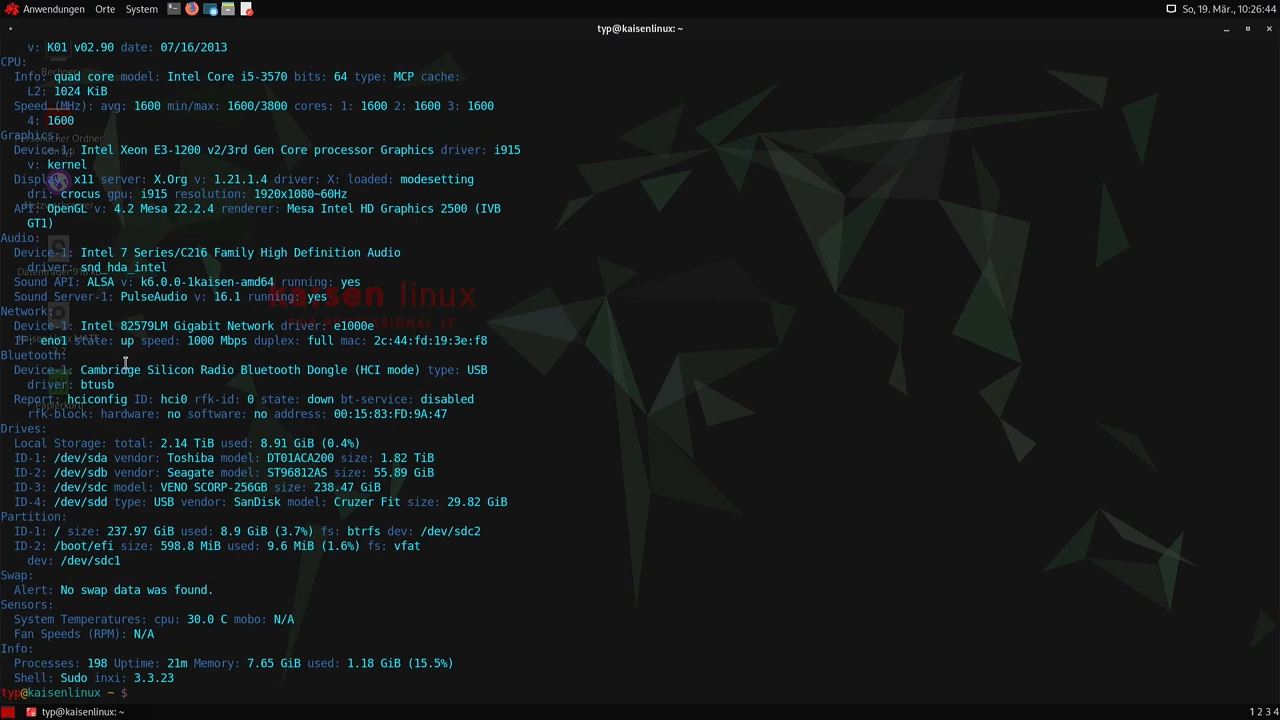 Anwendungen Orte System So, 19. Mär., 10:26:44
typ@kaisenlinux: ~
v: K01 v02.90 date: 07/16/2013
CPU:
Info: quad core model: Intel Core i5-3570 bits: 64 type: MCP cache:
L2: 1024 KiB
Speed (MHz): avg: 1600 min/max: 1600/3800 cores: 1: 1600 2: 1600 3: 1600
4: 1600
Graphics:
Device-1: Intel Xeon E3-1200 v2/3rd Gen Core processor Graphics driver: i915
v: kernel
Display: x11 server: X.Org v: 1.21.1.4 driver: X: loaded: modesetting
dri: crocus gpu: i915 resolution: 1920x1080~60Hz
API: OpenGL v: 4.2 Mesa 22.2.4 renderer: Mesa Intel HD Graphics 2500 (IVB
GT1)
Audio:
Device-1: Intel 7 Series/C216 Family High Definition Audio
driver: snd_hda_intel
Sound API: ALSA v: k6.0.0-1kaisen-amd64 running: yes
Sound Server-1: PulseAudio v: 16.1 running: yes
kaisen linux
FOR PROFESSIONAL IT
Network:
Device-1: Intel 82579LM Gigabit Network driver: e1000e
IF: eno1 state: up speed: 1000 Mbps duplex: full mac: 2c:44:fd:19:3e:f8
Bluetooth:
Device-1: Cambridge Silicon Radio Bluetooth Dongle (HCI mode) type: USB
driver: btusb
Report: hciconfig ID: hci0 rfk-id: 0 state: down bt-service: disabled
rfk-block: hardware: no software: no address: 00:15:83:FD:9A:47
Drives:
Local Storage: total: 2.14 TiB used: 8.91 GiB (0.4%)
ID-1: /dev/sda vendor: Toshiba model: DT01ACA200 size: 1.82 TiB
ID-2: /dev/sdb vendor: Seagate model: ST96812AS size: 55.89 GiB
ID-3: /dev/sdc model: VENO SCORP-256GB size: 238.47 GiB
ID-4: /dev/sdd type: USB vendor: SanDisk model: Cruzer Fit size: 29.82 GiB
Partition:
ID-1: / size: 237.97 GiB used: 8.9 GiB (3.7%) fs: btrfs dev: /dev/sdc2
ID-2: /boot/efi size: 598.8 MiB used: 9.6 MiB (1.6%) fs: vfat
dev: /dev/sdc1
Swap:
Alert: No swap data was found.
Sensors:
System Temperatures: cpu: 30.0 C mobo: N/A
Fan Speeds (RPM): N/A
Info:
Processes: 198 Uptime: 21m Memory: 7.65 GiB used: 1.18 GiB (15.5%)
Shell: Sudo inxi: 3.3.23
typ@kaisenlinux ~ $
typ@kaisenlinux: ~ 1 2 3 4